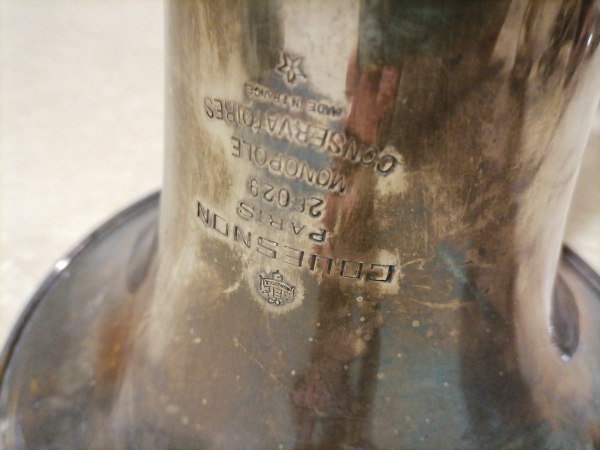 COUESNON
PARIS
28029
MONOPOLE
CONSERVATOIRES
MADE IN FRANCE